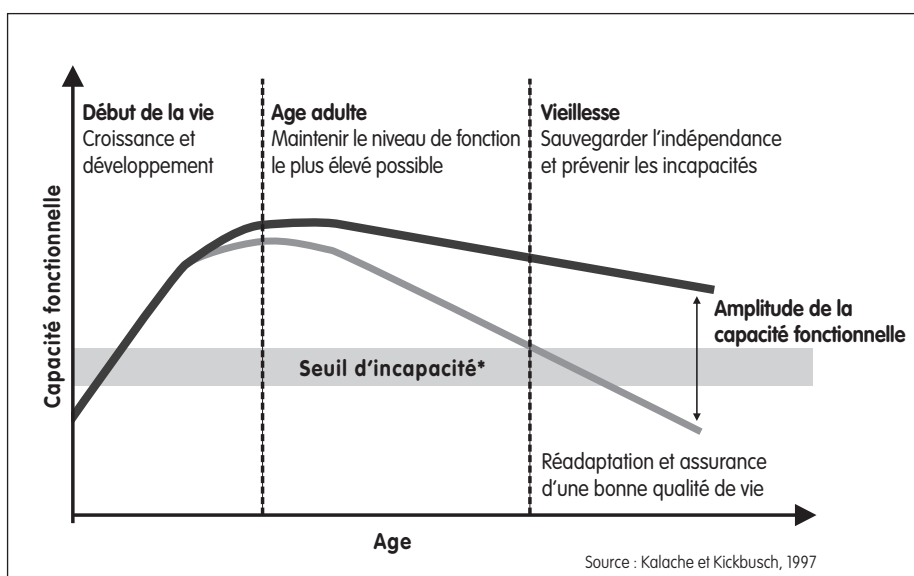 Début de la vie
Croissance et
développement
Age adulte
Maintenir le niveau de fonction
le plus élevé possible
Vieillesse
Sauvegarder l'indépendance
et prévenir les incapacités
Capacité fonctionnelle
Amplitude de la
capacité fonctionnelle
Seuil d'incapacité*
Réadaptation et assurance
d'une bonne qualité de vie
Age
Source : Kalache et Kickbusch, 1997